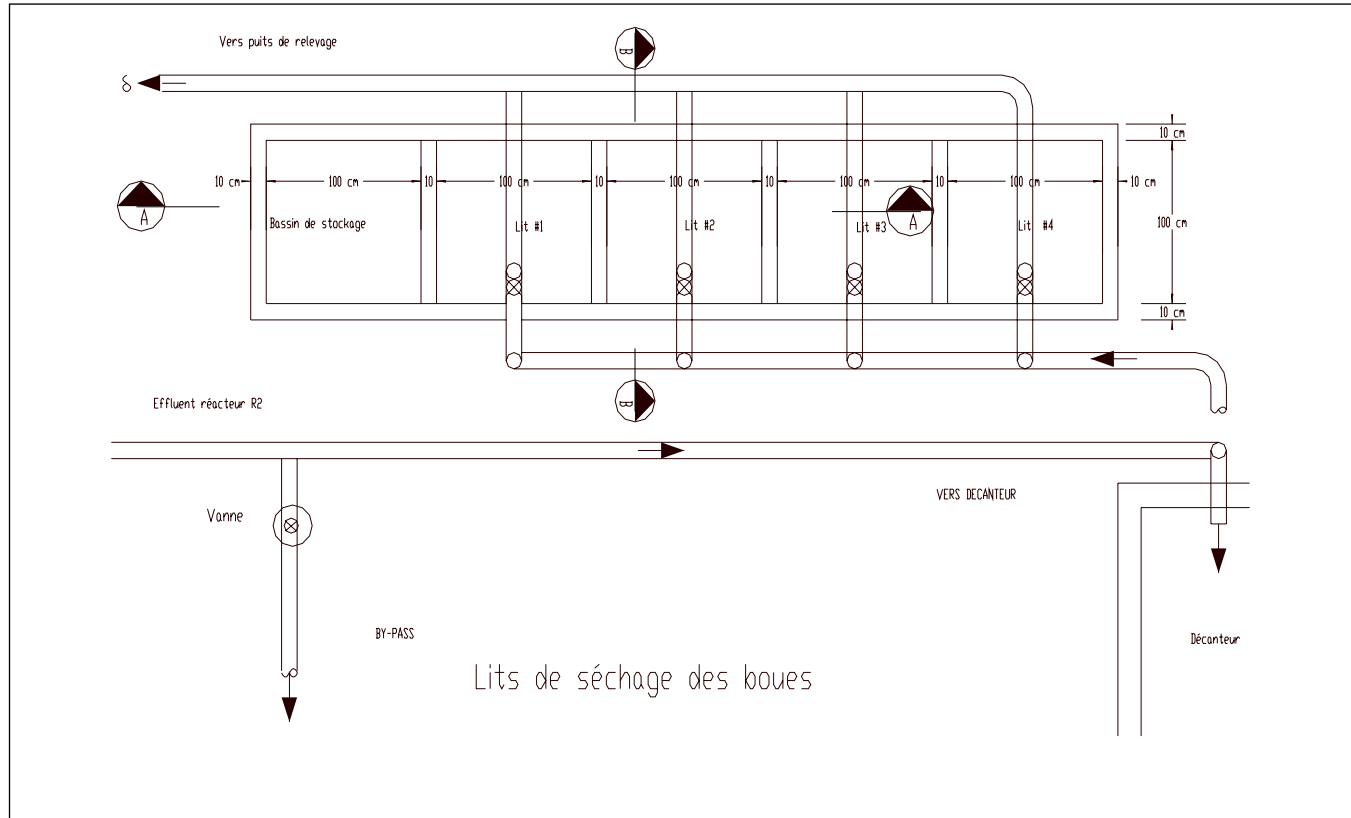 Vers puits de relevage
B
δ
10 cm
10 cm 100 cm 10 100 cm 10 100 cm 10 100 cm 10 100 cm 10 cm
A
A
Bassin de stockage
Lit #1
Lit #2
Lit #3
Lit #4
100 cm
10 cm
B
Effluent réacteur R2
VERS DECANTEUR
Vanne
BY-PASS
Décanteur
Lits de séchage des boues